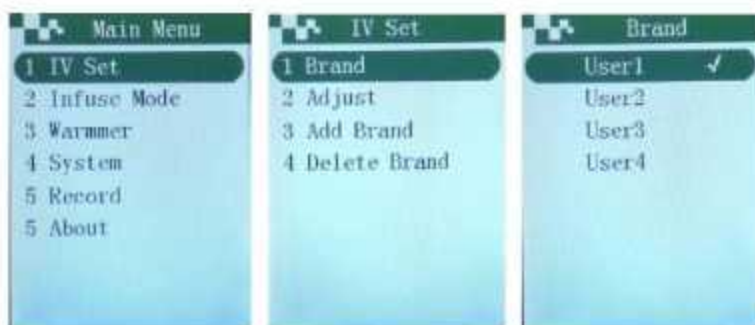 Main Menu
1 IV Set
2 Infuse Mode
3 Warmmer
4 System
5 Record
5 About
IV Set
1 Brand
2 Adjust
3 Add Brand
4 Delete Brand
Brand
User1 ✓
User2
User3
User4